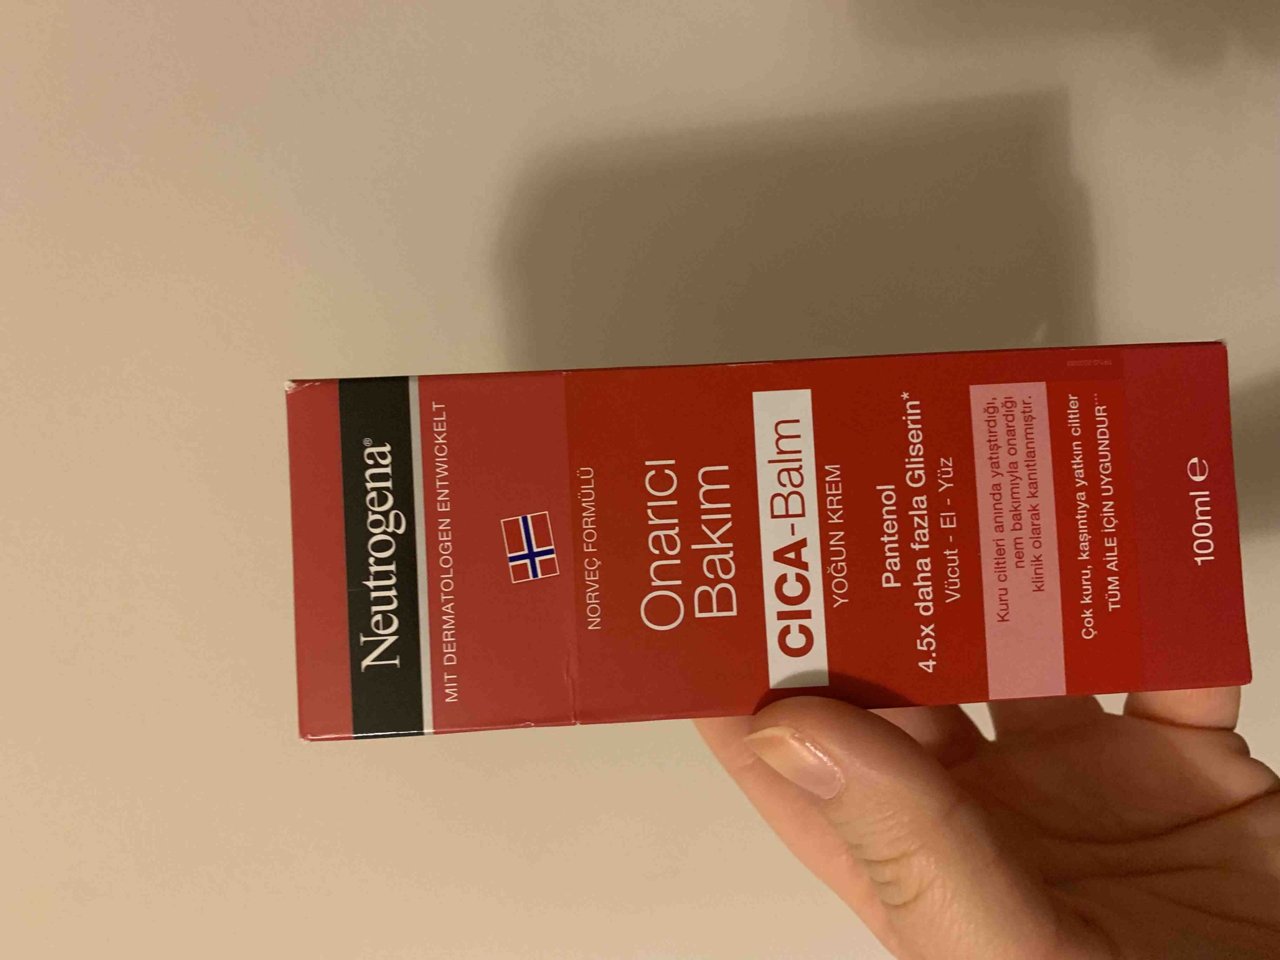 Neutrogena®
MIT DERMATOLOGEN ENTWICKELT
NORVEÇ FORMÜLÜ
Onarıcı
Bakım
CICA-Balm
YOĞUN KREM
Pantenol
4.5x daha fazla Gliserin*
Vücut - El - Yüz
Kuru ciltleri anında yatıştırdığı,
nem bakımıyla onardığı
klinik olarak kanıtlanmıştır.
Çok kuru, kaşıntıya yatkın ciltler
TÜM AİLE İÇİN UYGUNDUR***
100ml e